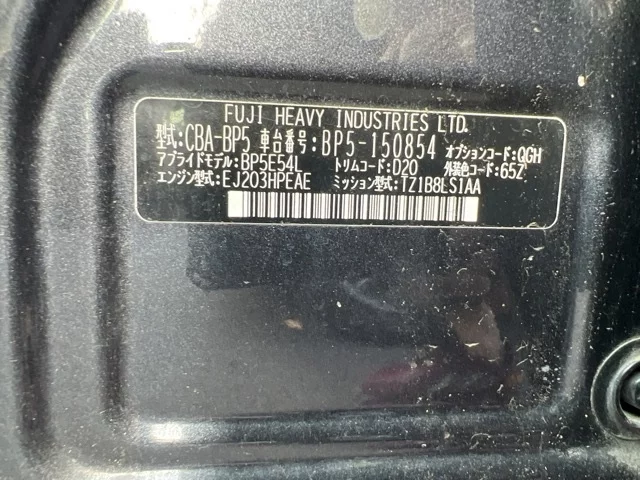 FUJI HEAVY INDUSTRIES LTD.
型式:CBA-BP5 車台番号:BP5-150854 オプションコード:QGH
アプライドモデル:BP5E54L トリムコード:D20 外装色コード:65Z
エンジン型式:EJ203HPEAE ミッション型式:TZ1B8LS1AA